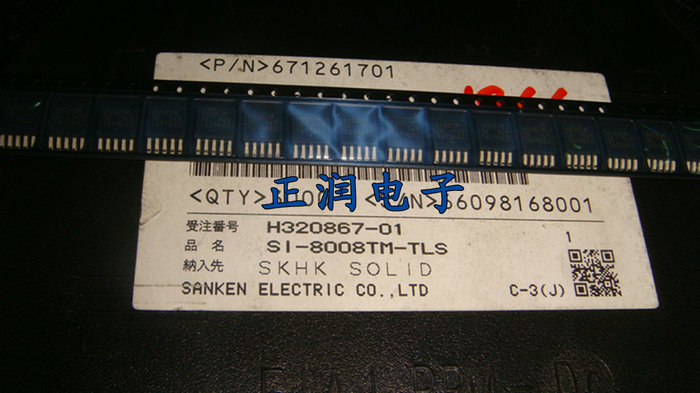 <P/N>671261701
<QTY>
66098168001
正润电子
受注番号 H320867-01
品名 SI-8008TM-TLS
1
納入先 SKHK SOLID
SANKEN ELECTRIC CO.,LTD C-3(J)